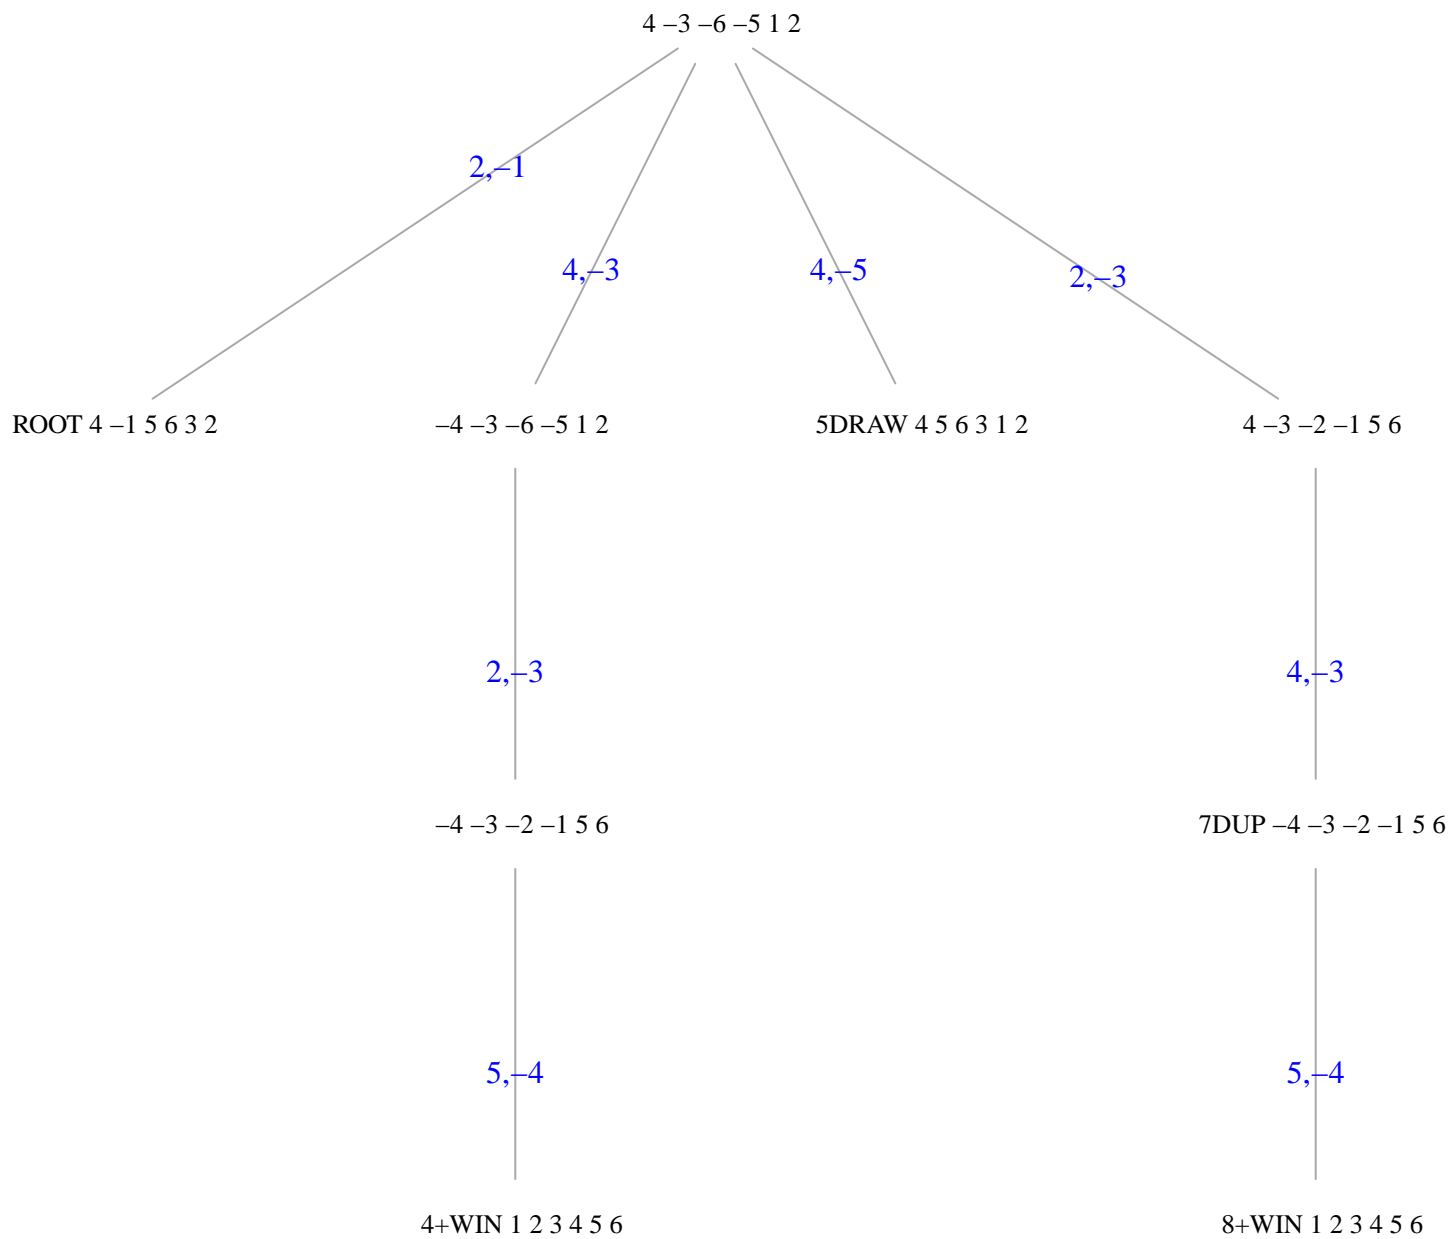 4 –3 –6 –5 1 2
2,–1
4,–3
4,–5
2,–3
ROOT 4 –1 5 6 3 2
–4 –3 –6 –5 1 2
5DRAW 4 5 6 3 1 2
4 –3 –2 –1 5 6
2,–3
4,–3
–4 –3 –2 –1 5 6
7DUP –4 –3 –2 –1 5 6
5,–4
5,–4
4+WIN 1 2 3 4 5 6
8+WIN 1 2 3 4 5 6